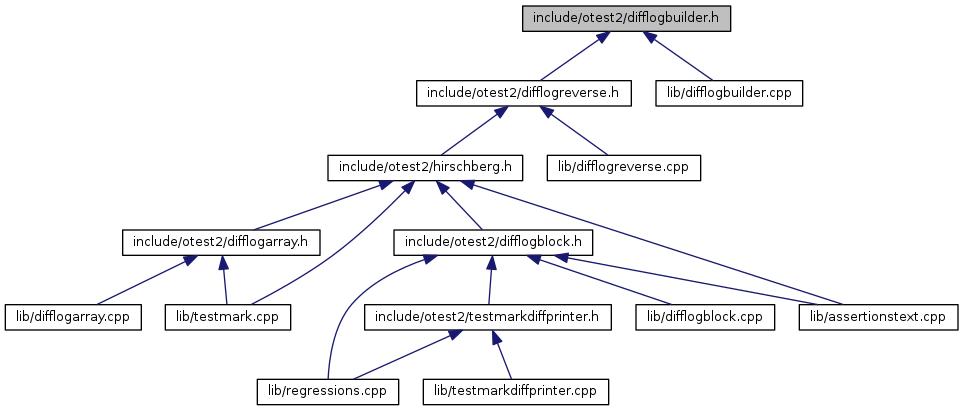 include/otest2/difflogbuilder.h
include/otest2/difflogreverse.h
lib/difflogbuilder.cpp
include/otest2/hirschberg.h
lib/difflogreverse.cpp
include/otest2/difflogarray.h
include/otest2/difflogblock.h
lib/difflogarray.cpp
lib/testmark.cpp
include/otest2/testmarkdiffprinter.h
lib/difflogblock.cpp
lib/assertionstext.cpp
lib/regressions.cpp
lib/testmarkdiffprinter.cpp